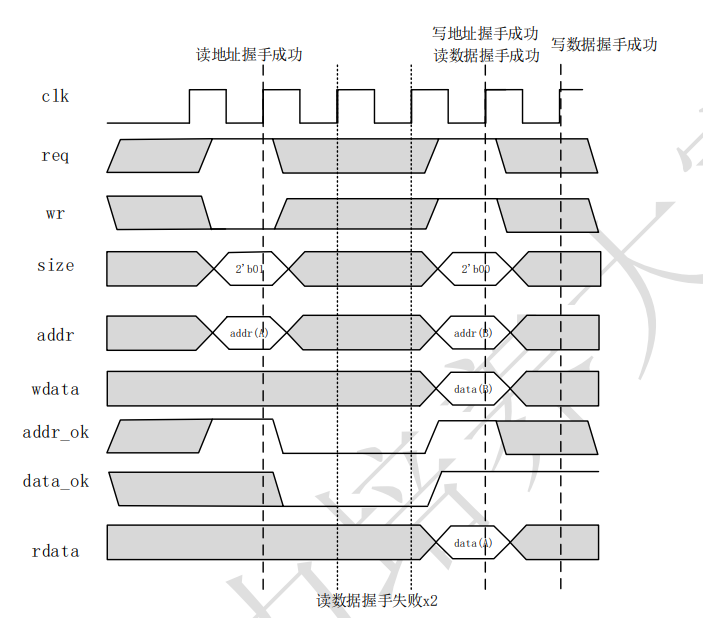 写地址握手成功
读地址握手成功
读数据握手成功
写数据握手成功
clk
req
wr
size
2'b01
2'b00
addr
addr(A)
addr(B)
wdata
data(B)
addr_ok
data_ok
rdata
data(A)
读数据握手失败x2